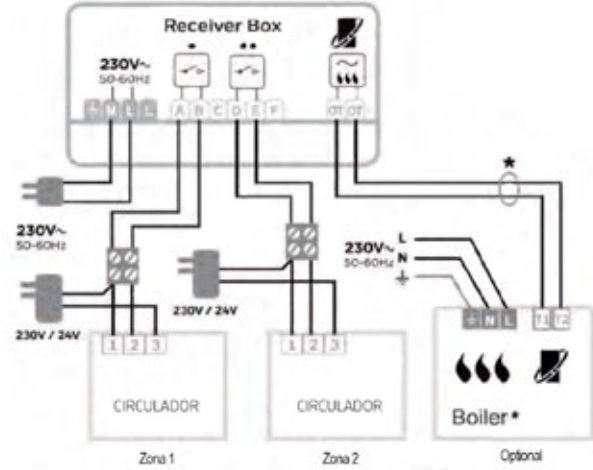 Receiver Box
230V~
50-60Hz
N L L A B C D E F OT OT
*
230V~
50-60Hz
230V / 24V
230V / 24V
230V~
50-60Hz
L
N
1 2 3
1 2 3
N L T1 T2
CIRCULADOR
CIRCULADOR
Boiler*
Zona 1
Zona 2
Optional